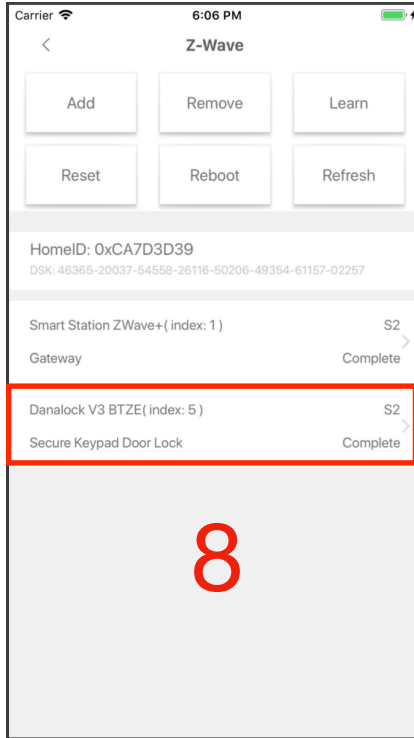 Carrier 6:06 PM
Z-Wave
Add Remove Learn
Reset Reboot Refresh
HomeID: 0xCA7D3D39
DSK: 46365-20037-54558-26116-50206-49354-61157-02257
Smart Station ZWave+( index: 1 ) S2
Gateway Complete
Danalock V3 BTZE( index: 5 ) S2
Secure Keypad Door Lock Complete
8